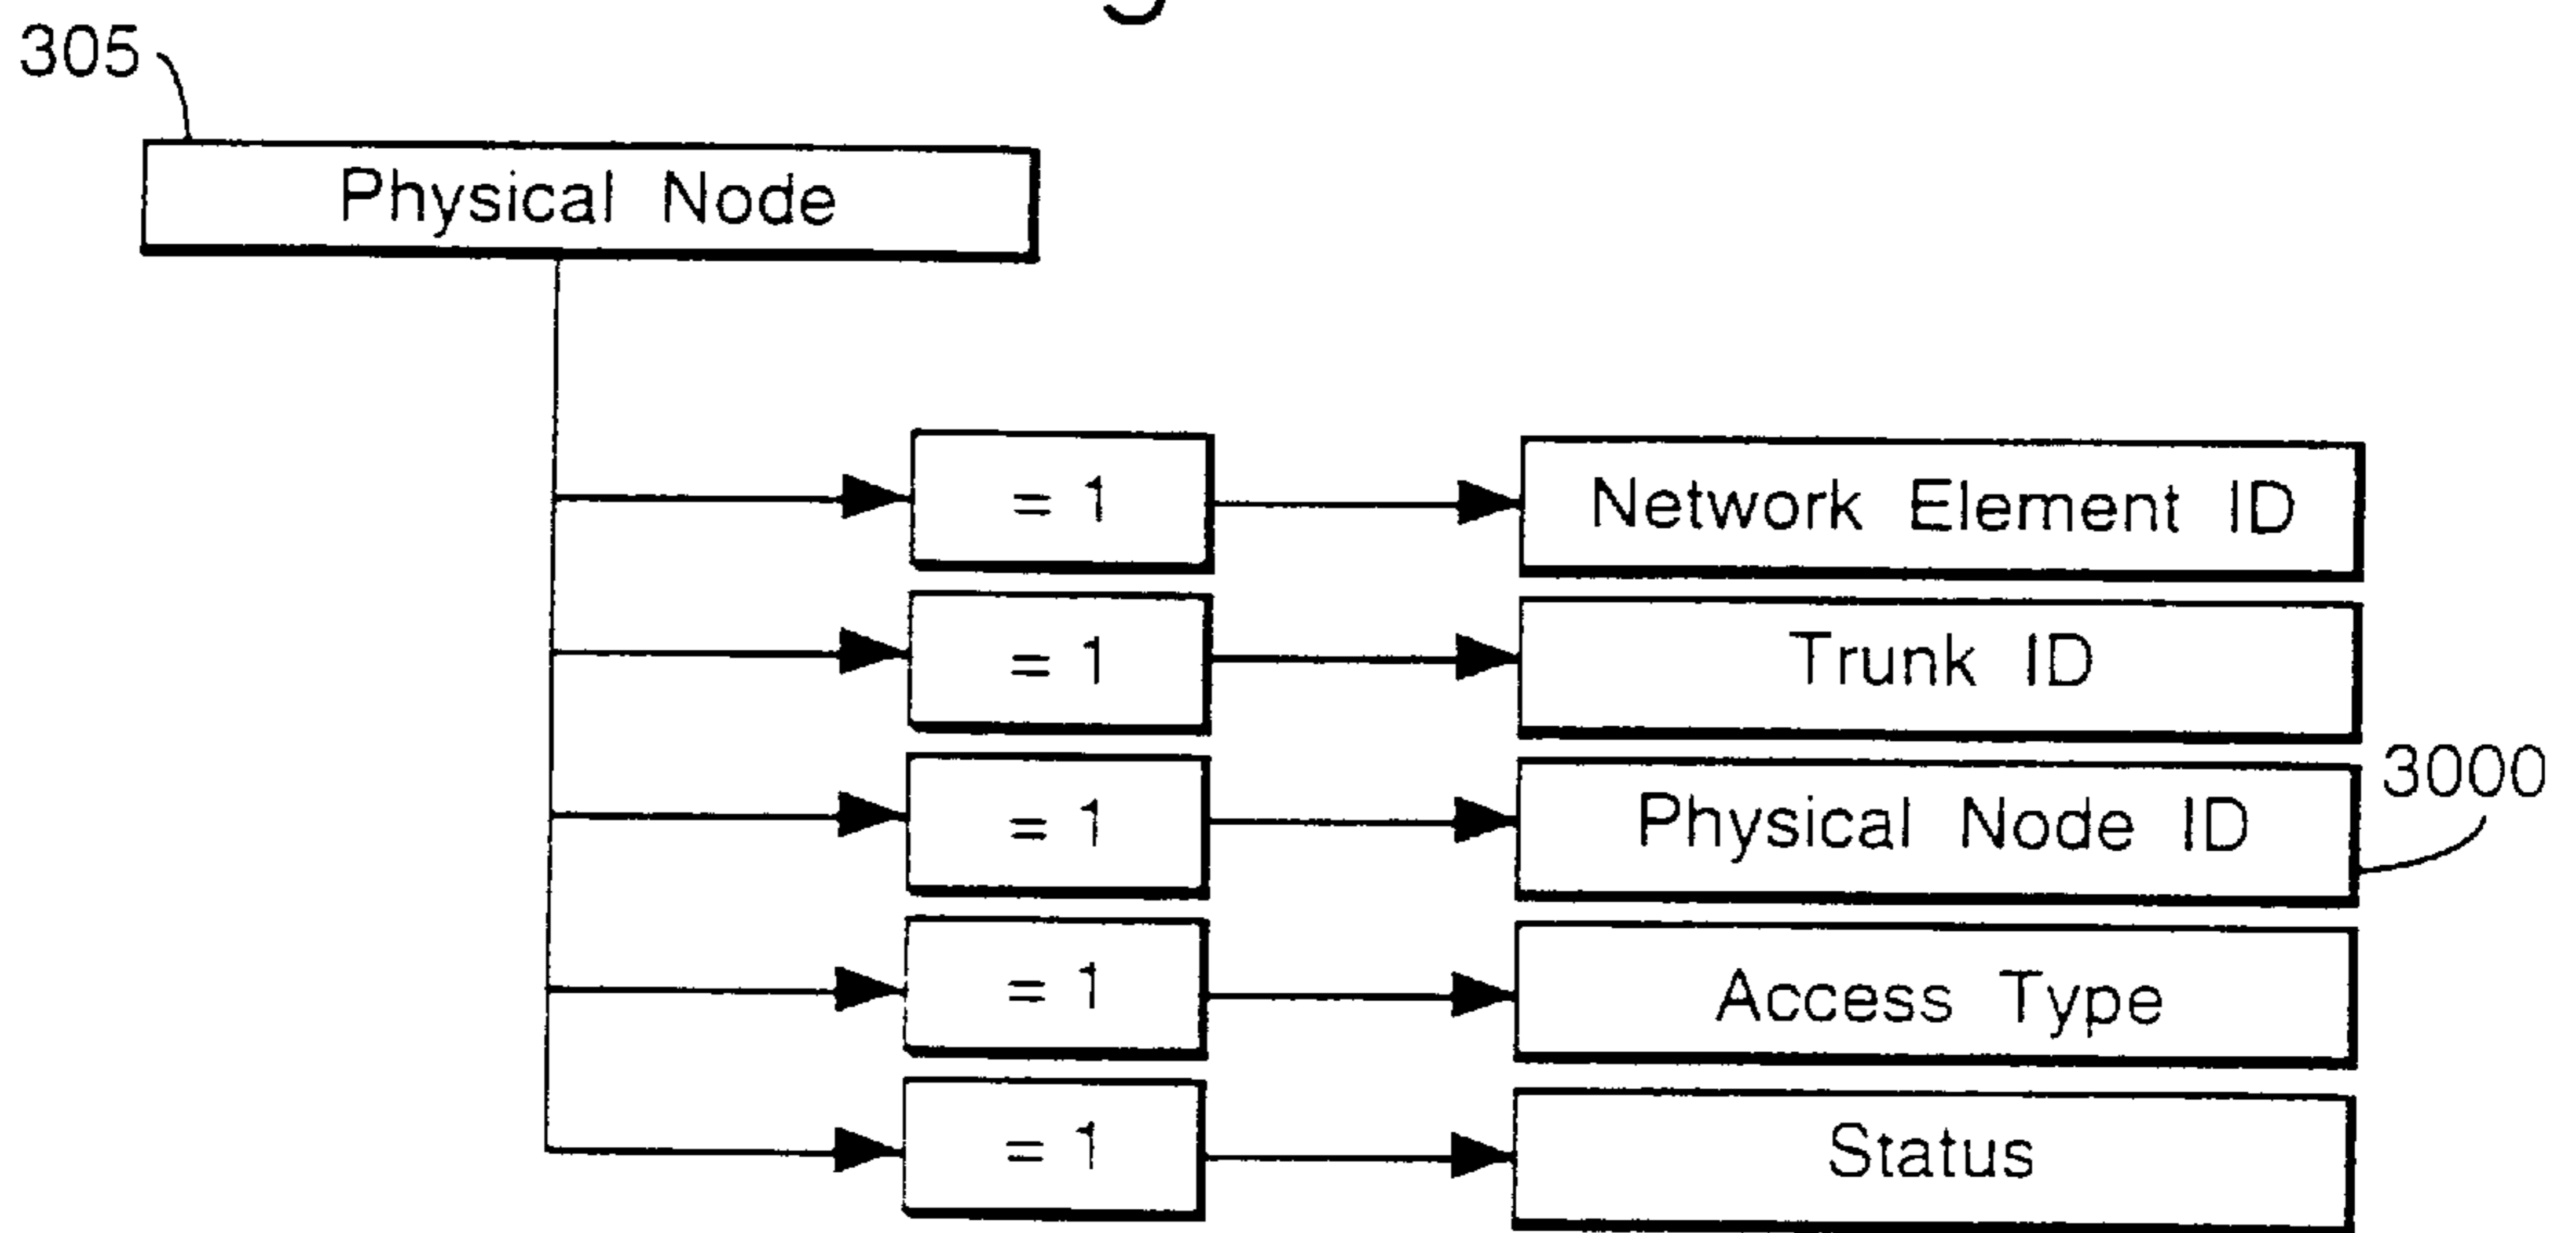 305
Physical Node
= 1
Network Element ID
= 1
Trunk ID
= 1
Physical Node ID
3000
= 1
Access Type
= 1
Status